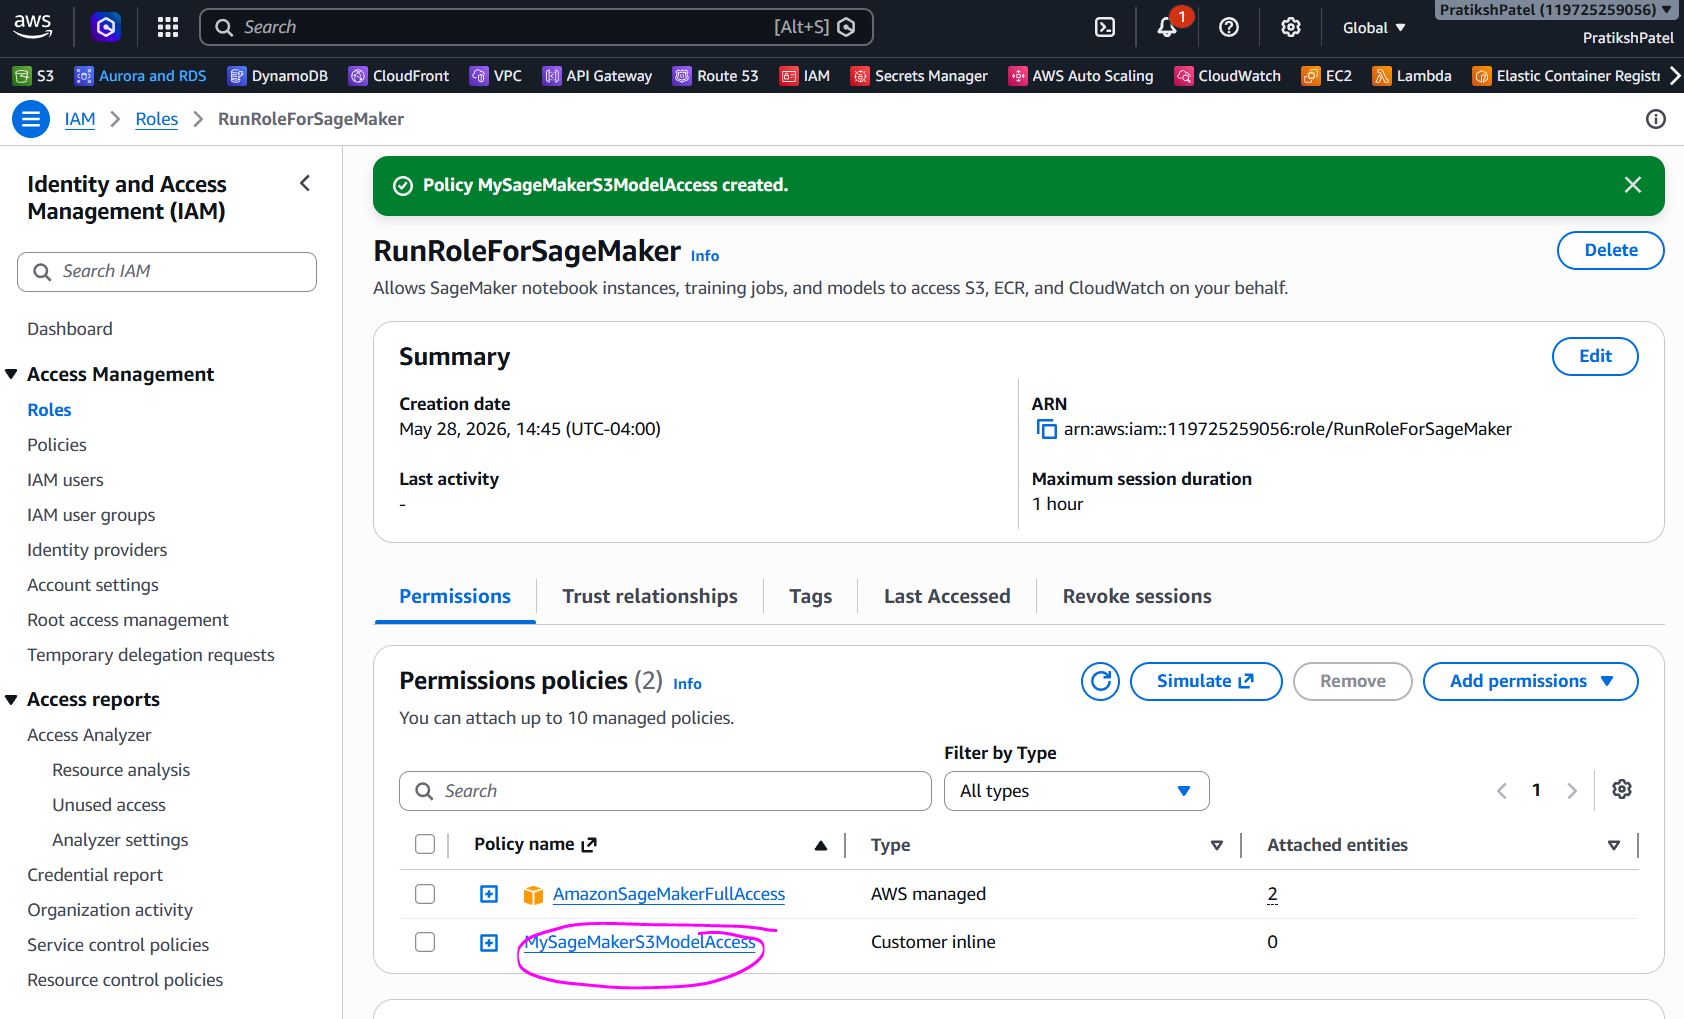 aws
Search [Alt+S]
1
Global
PratikshPatel (119725259056)
PratikshPatel
S3 Aurora and RDS DynamoDB CloudFront VPC API Gateway Route 53 IAM Secrets Manager AWS Auto Scaling CloudWatch EC2 Lambda Elastic Container Registr
IAM Roles RunRoleForSageMaker
Identity and Access
Management (IAM)
Search IAM
Dashboard
Access Management
Roles
Policies
IAM users
IAM user groups
Identity providers
Account settings
Root access management
Temporary delegation requests
Access reports
Access Analyzer
Resource analysis
Unused access
Analyzer settings
Credential report
Organization activity
Service control policies
Resource control policies
Policy MySageMakerS3ModelAccess created.
RunRoleForSageMaker Info
Delete
Allows SageMaker notebook instances, training jobs, and models to access S3, ECR, and CloudWatch on your behalf.
Summary
Edit
Creation date
May 28, 2026, 14:45 (UTC-04:00)
ARN
arn:aws:iam::119725259056:role/RunRoleForSageMaker
Last activity
-
Maximum session duration
1 hour
Permissions Trust relationships Tags Last Accessed Revoke sessions
Permissions policies (2) Info
Simulate Remove Add permissions
You can attach up to 10 managed policies.
Filter by Type
Search All types 1
Policy name Type Attached entities
AmazonSageMakerFullAccess AWS managed 2
MySageMakerS3ModelAccess Customer inline 0